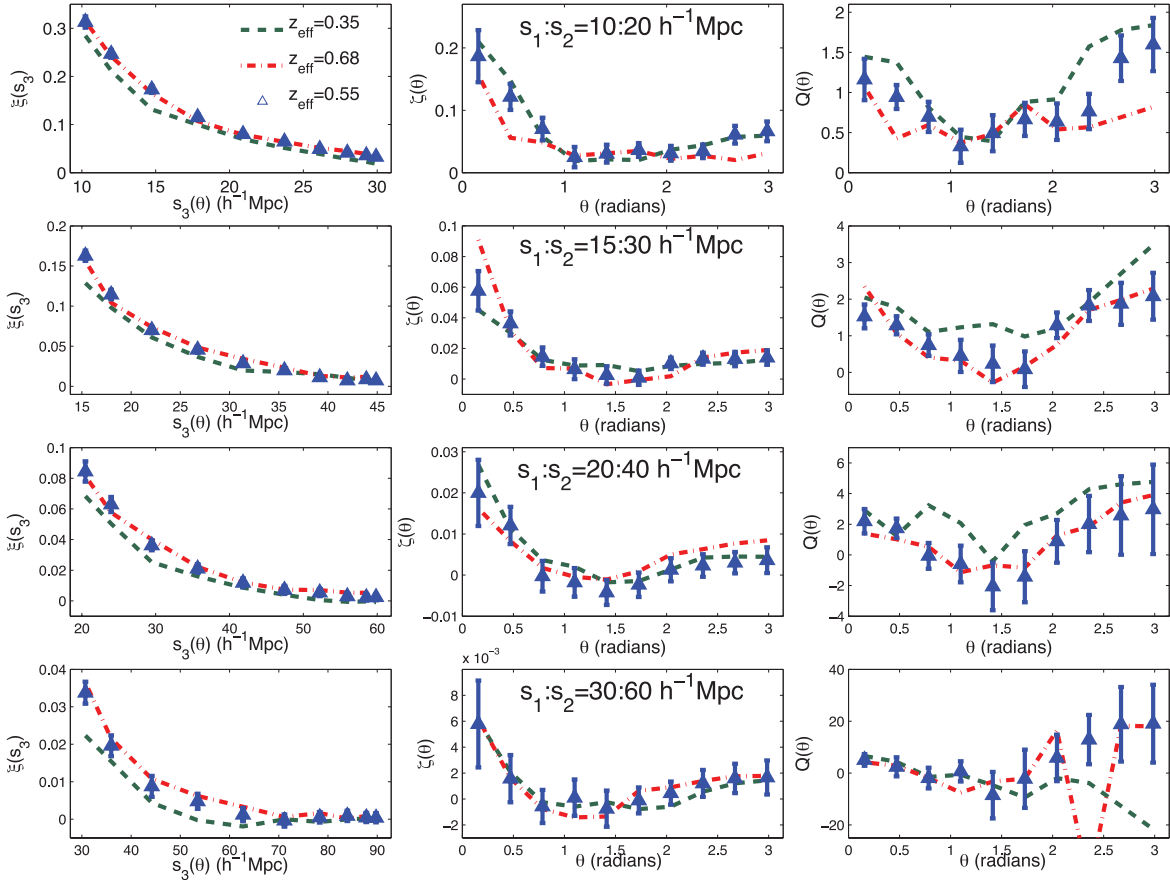 ξ(s₃)
0.3
0.2
0.1
0
10 15 20 25 30
s₃(θ) (h⁻¹Mpc)
z_eff=0.35
z_eff=0.68
z_eff=0.55
ζ(θ)
0.2
0.1
0
0 1 2 3
θ (radians)
s₁:s₂=10:20 h⁻¹Mpc
Q(θ)
2
1.5
1
0.5
0
0 1 2 3
θ (radians)
ξ(s₃)
0.2
0.15
0.1
0.05
0
15 20 25 30 35 40 45
s₃(θ) (h⁻¹Mpc)
ζ(θ)
0.1
0.08
0.06
0.04
0.02
0
0 0.5 1 1.5 2 2.5 3
θ (radians)
s₁:s₂=15:30 h⁻¹Mpc
Q(θ)
4
3
2
1
0
0 0.5 1 1.5 2 2.5 3
θ (radians)
ξ(s₃)
0.1
0.08
0.06
0.04
0.02
0
20 30 40 50 60
s₃(θ) (h⁻¹Mpc)
ζ(θ)
0.03
0.02
0.01
0
−0.01
0 0.5 1 1.5 2 2.5 3
θ (radians)
s₁:s₂=20:40 h⁻¹Mpc
Q(θ)
6
4
2
0
−2
−4
0 0.5 1 1.5 2 2.5 3
θ (radians)
ξ(s₃)
0.04
0.03
0.02
0.01
0
30 40 50 60 70 80 90
s₃(θ) (h⁻¹Mpc)
x 10⁻³
ζ(θ)
8
6
4
2
0
−2
0 0.5 1 1.5 2 2.5 3
θ (radians)
s₁:s₂=30:60 h⁻¹Mpc
Q(θ)
40
20
0
−20
0 0.5 1 1.5 2 2.5 3
θ (radians)